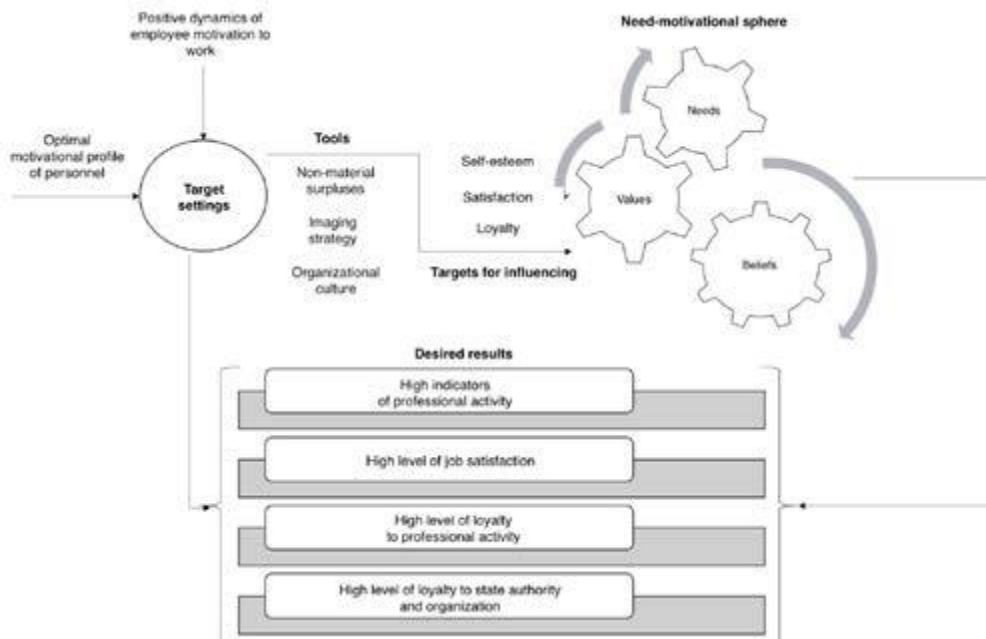 Positive dynamics of
employee motivation to
work
Need-motivational sphere
Needs
Optimal
motivational profile
of personnel
Target
settings
Tools
Non-material
surpluses
Imaging
strategy
Organizational
culture
Self-esteem
Satisfaction
Loyalty
Targets for influencing
Values
Beliefs
Desired results
High indicators
of professional activity
High level of job satisfaction
High level of loyalty
to professional activity
High level of loyalty to state authority
and organization